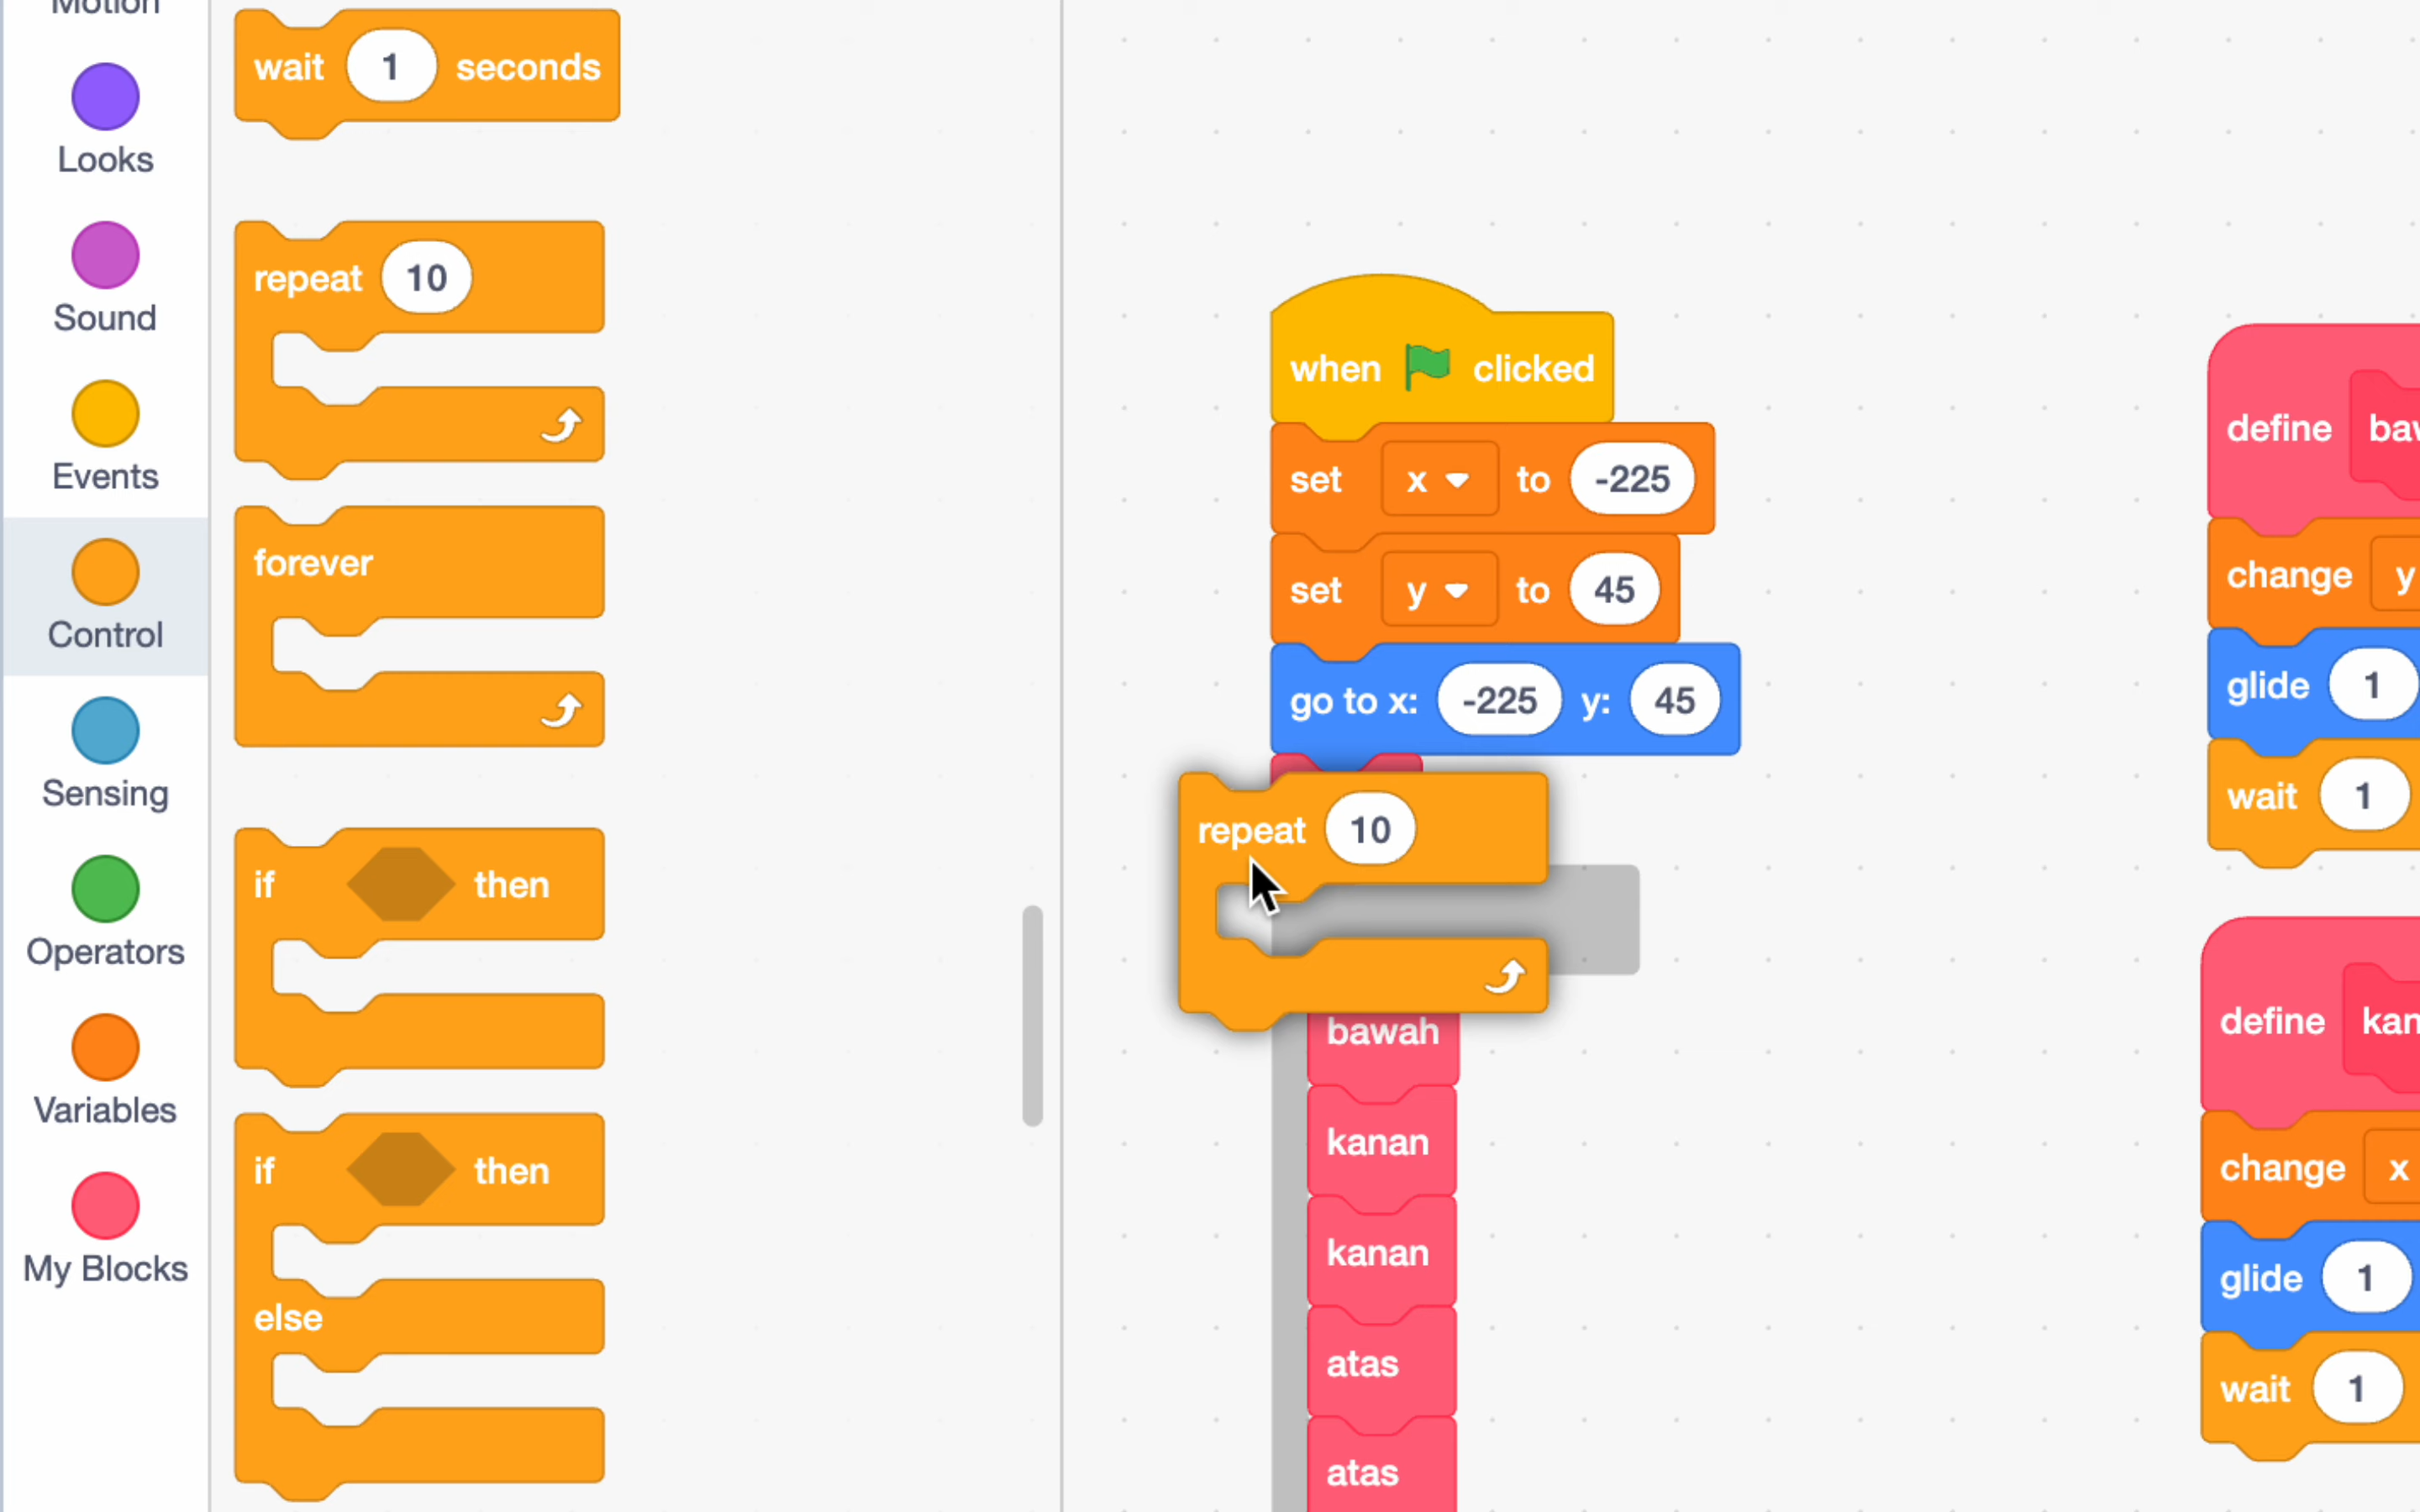 Motion
Looks
Sound
Events
Control
Sensing
Operators
Variables
My Blocks
wait 1 seconds
repeat 10
forever
if then
if then
else
when clicked
set x to -225
set y to 45
go to x: -225 y: 45
repeat 10
bawah
kanan
kanan
atas
atas
define
change y
glide 1
wait 1
define
change x
glide 1
wait 1